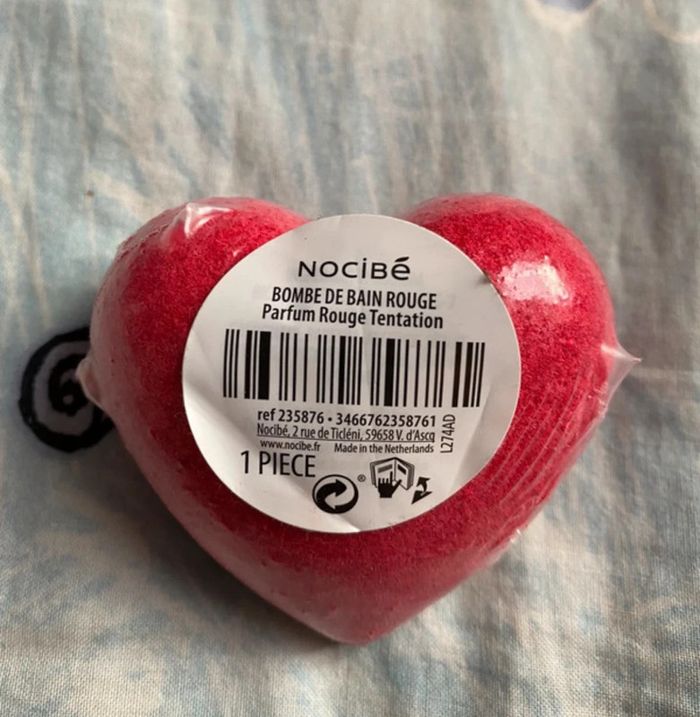 NOCIBÉ
BOMBE DE BAIN ROUGE
Parfum Rouge Tentation
ref 235876 • 3466762358761
Nocibé, 2 rue de Ticléni, 59658 V. d'Ascq
www.nocibe.fr Made in the Netherlands
L274AD
1 PIECE
®